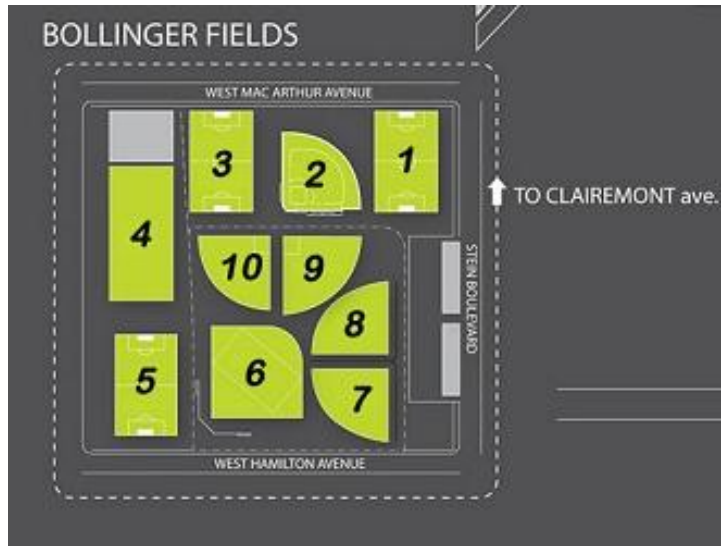 BOLLINGER FIELDS
WEST MAC ARTHUR AVENUE
3
2
1
4
TO CLAIREMONT ave.
10
9
8
STEIN BOULEVARD
5
6
7
WEST HAMILTON AVENUE